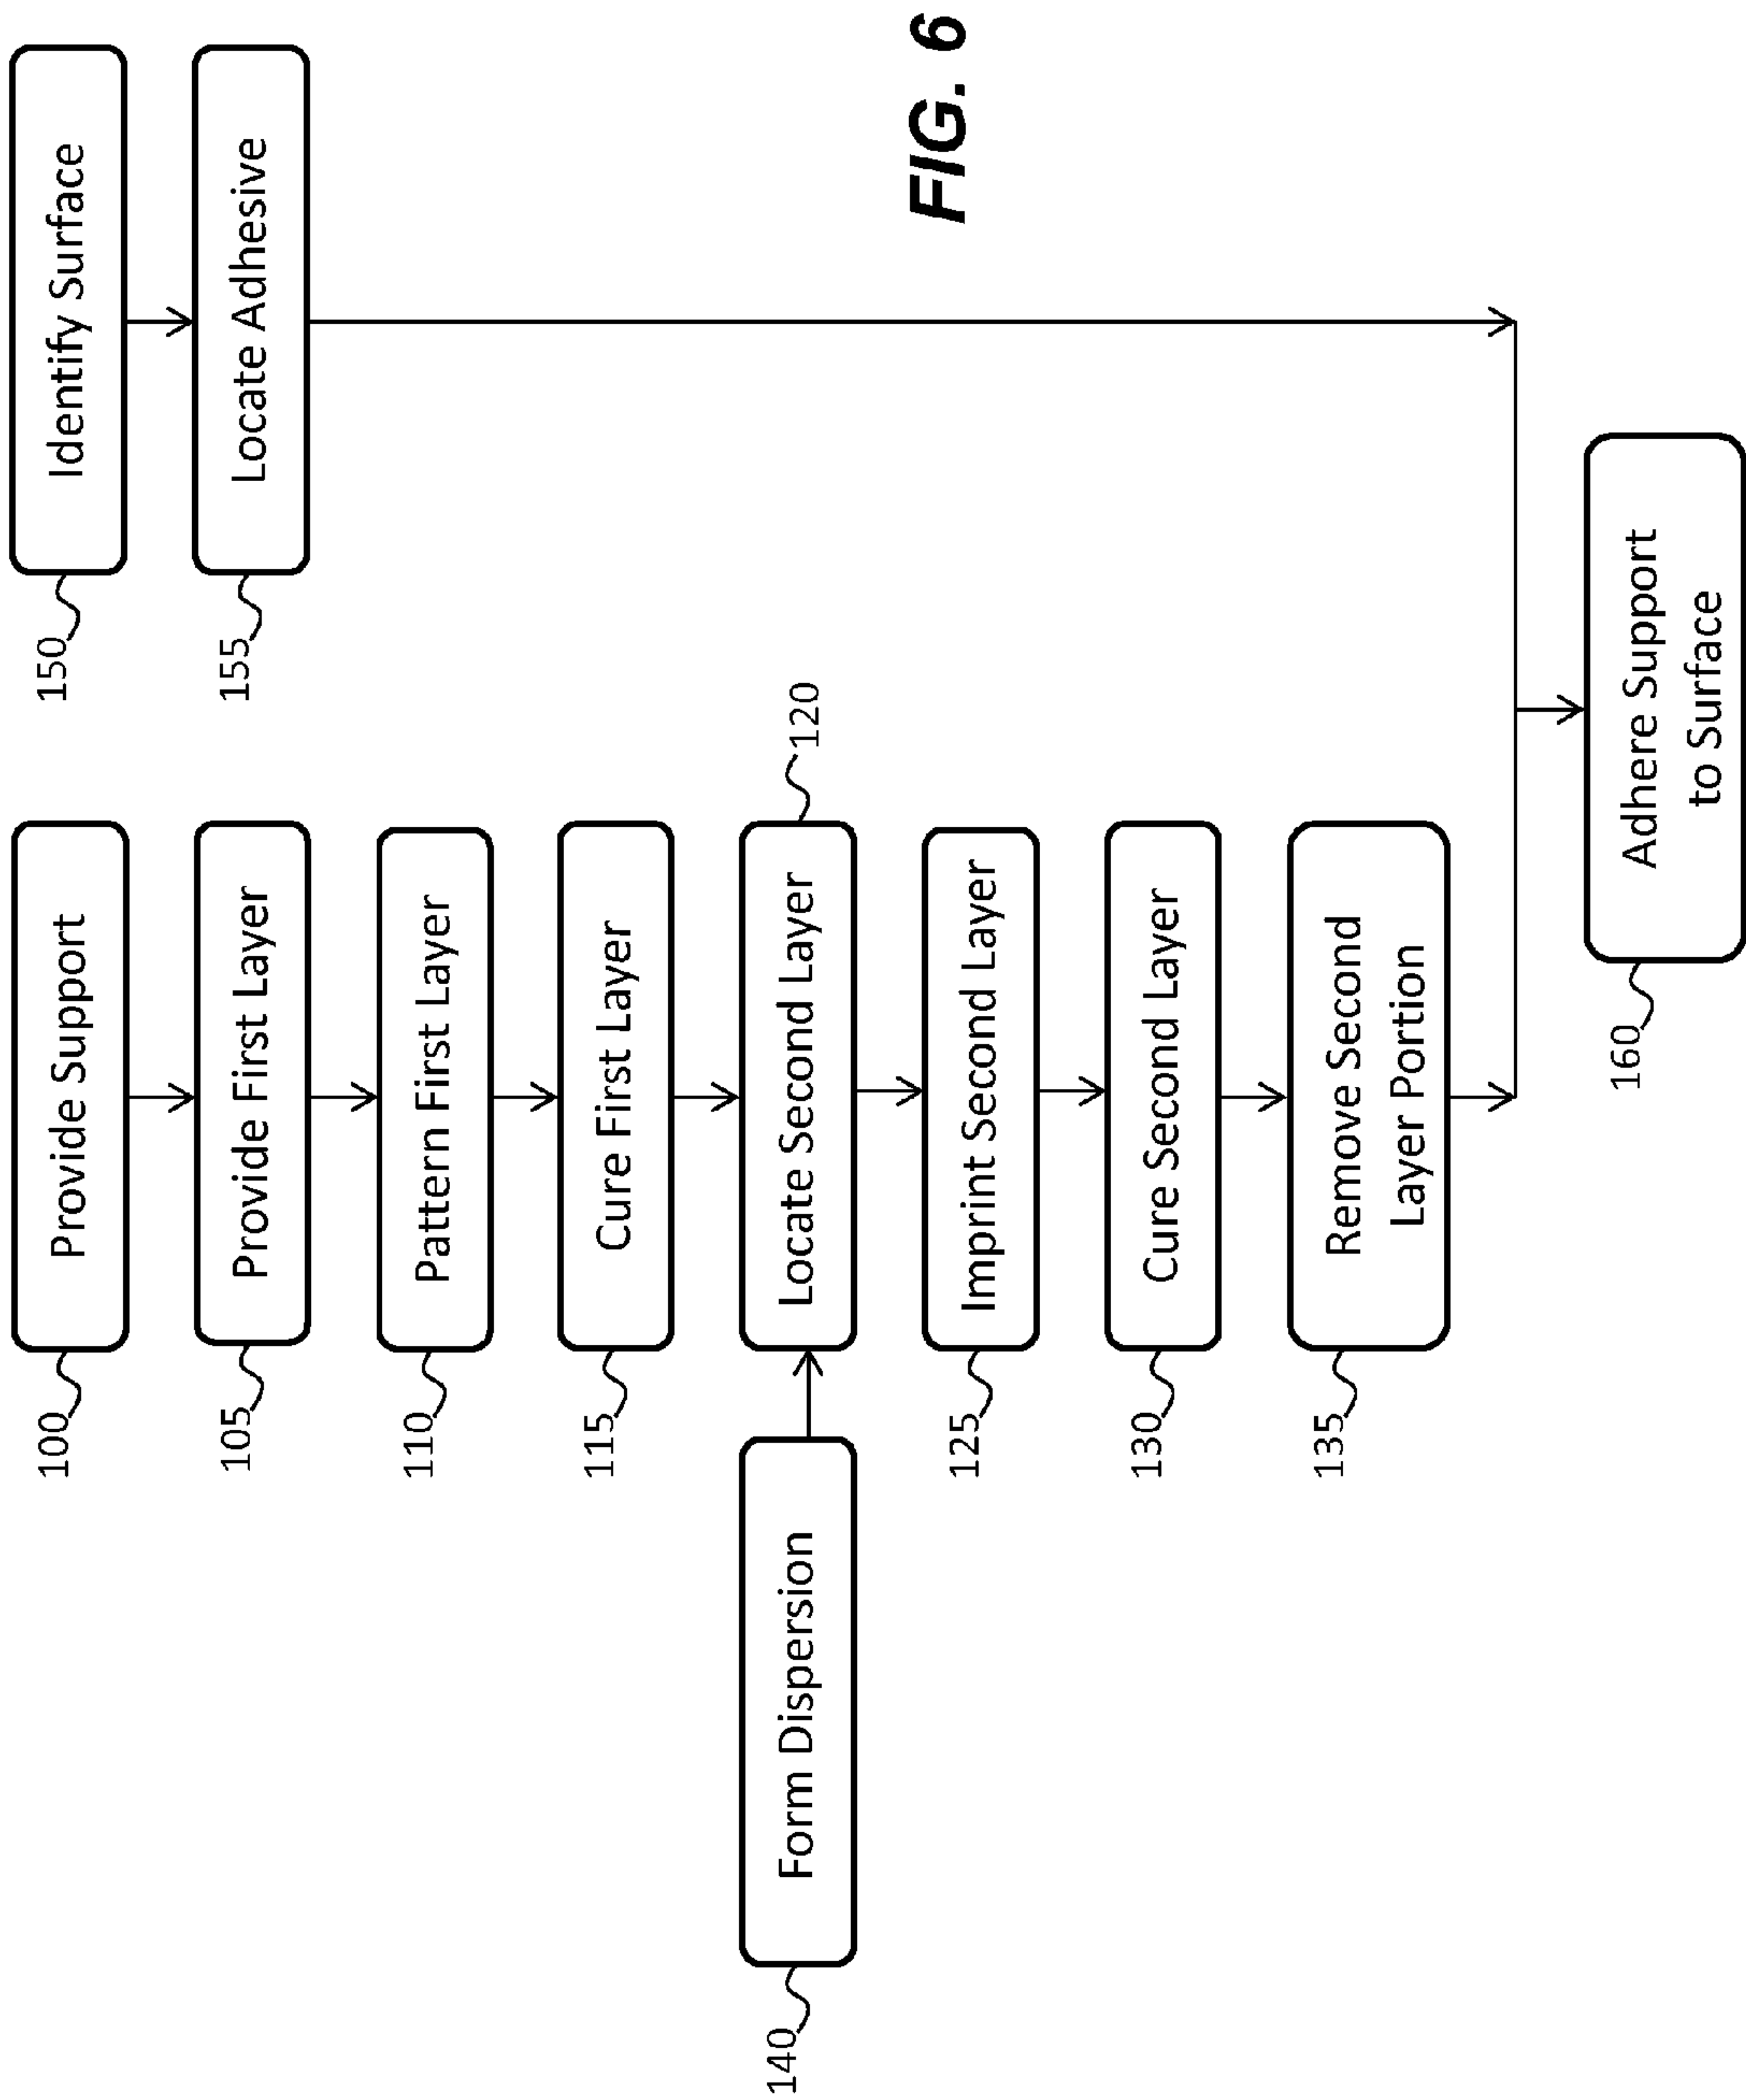 100
Provide Support
105
Provide First Layer
110
Pattern First Layer
115
Cure First Layer
140
Form Dispersion
Locate Second Layer
120
125
Imprint Second Layer
130
Cure Second Layer
135
Remove Second
Layer Portion
150
Identify Surface
155
Locate Adhesive
160
Adhere Support
to Surface
FIG. 6